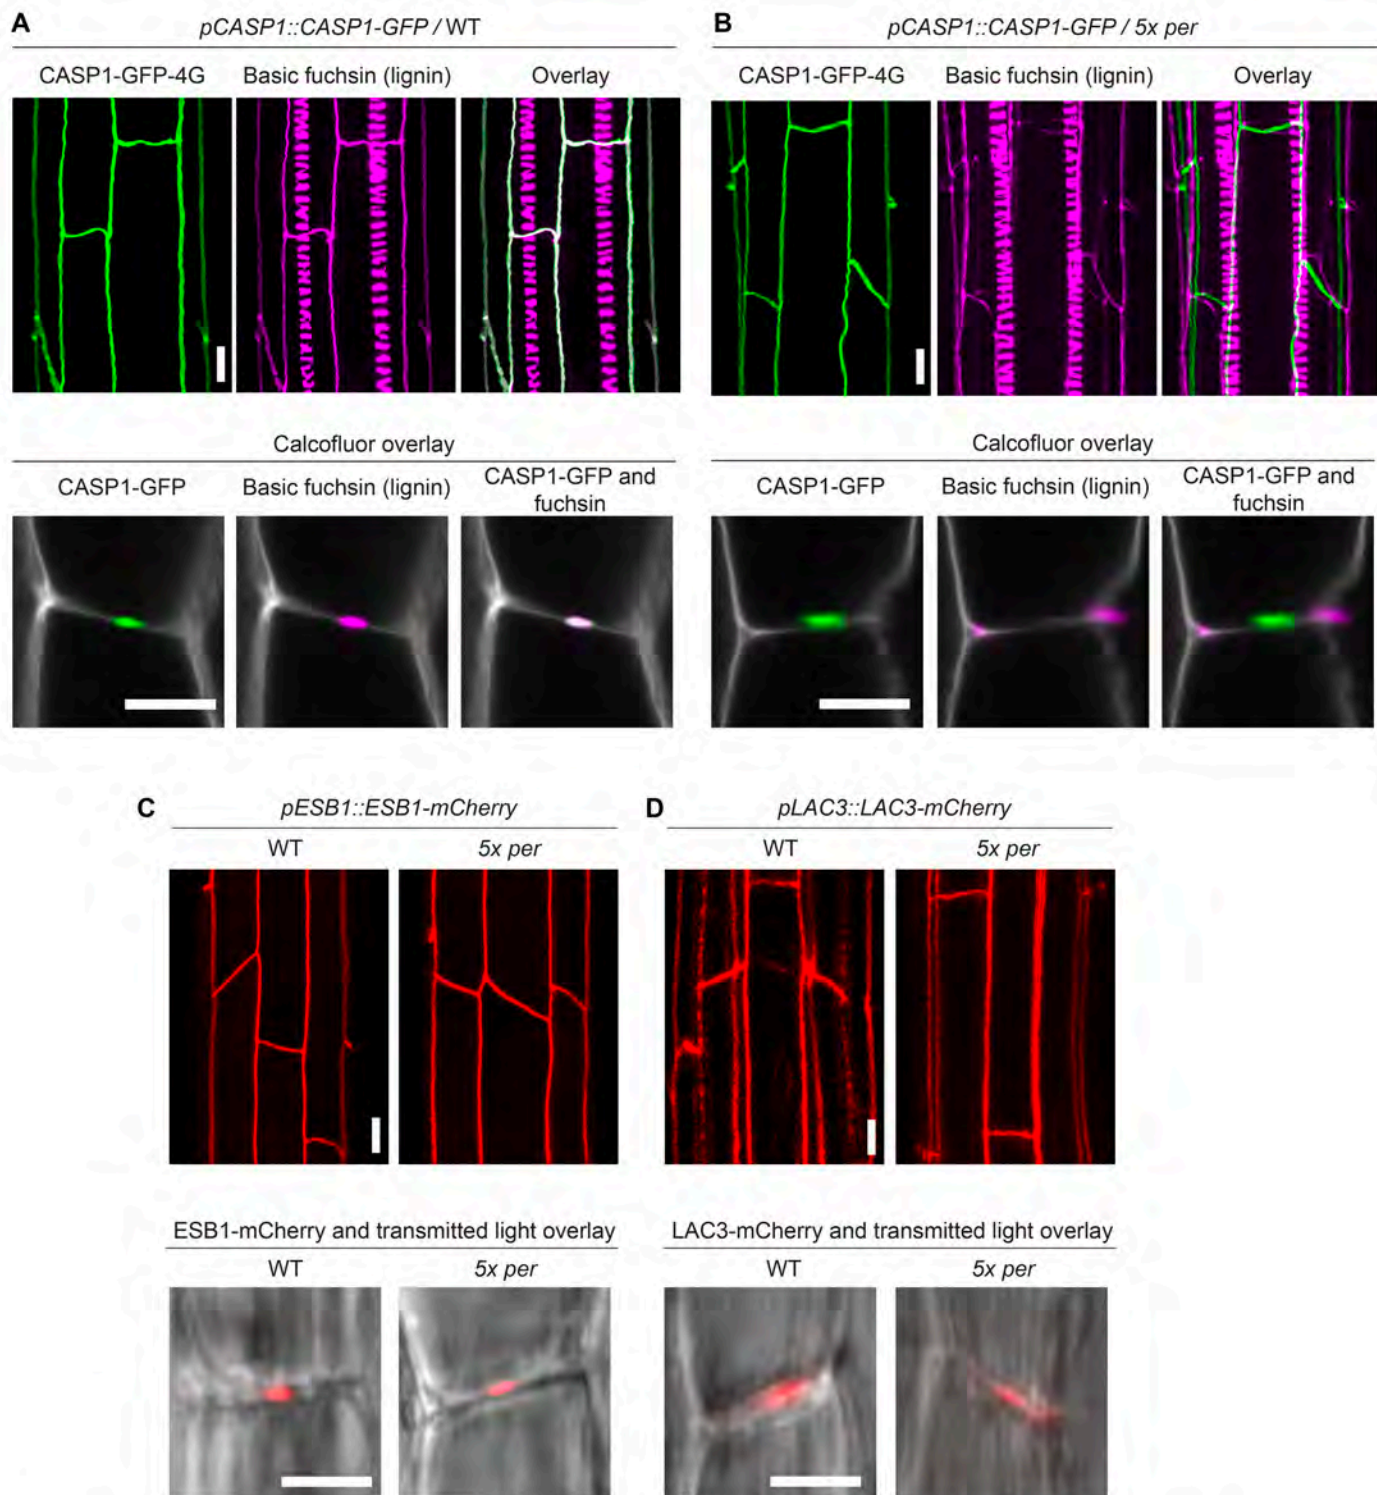 A
pCASP1::CASP1-GFP / WT
CASP1-GFP-4G
Basic fuchsin (lignin)
Overlay
Calcofluor overlay
CASP1-GFP
Basic fuchsin (lignin)
CASP1-GFP and
fuchsin
B
pCASP1::CASP1-GFP / 5x per
CASP1-GFP-4G
Basic fuchsin (lignin)
Overlay
Calcofluor overlay
CASP1-GFP
Basic fuchsin (lignin)
CASP1-GFP and
fuchsin
C
pESB1::ESB1-mCherry
WT
5x per
ESB1-mCherry and transmitted light overlay
WT
5x per
D
pLAC3::LAC3-mCherry
WT
5x per
LAC3-mCherry and transmitted light overlay
WT
5x per